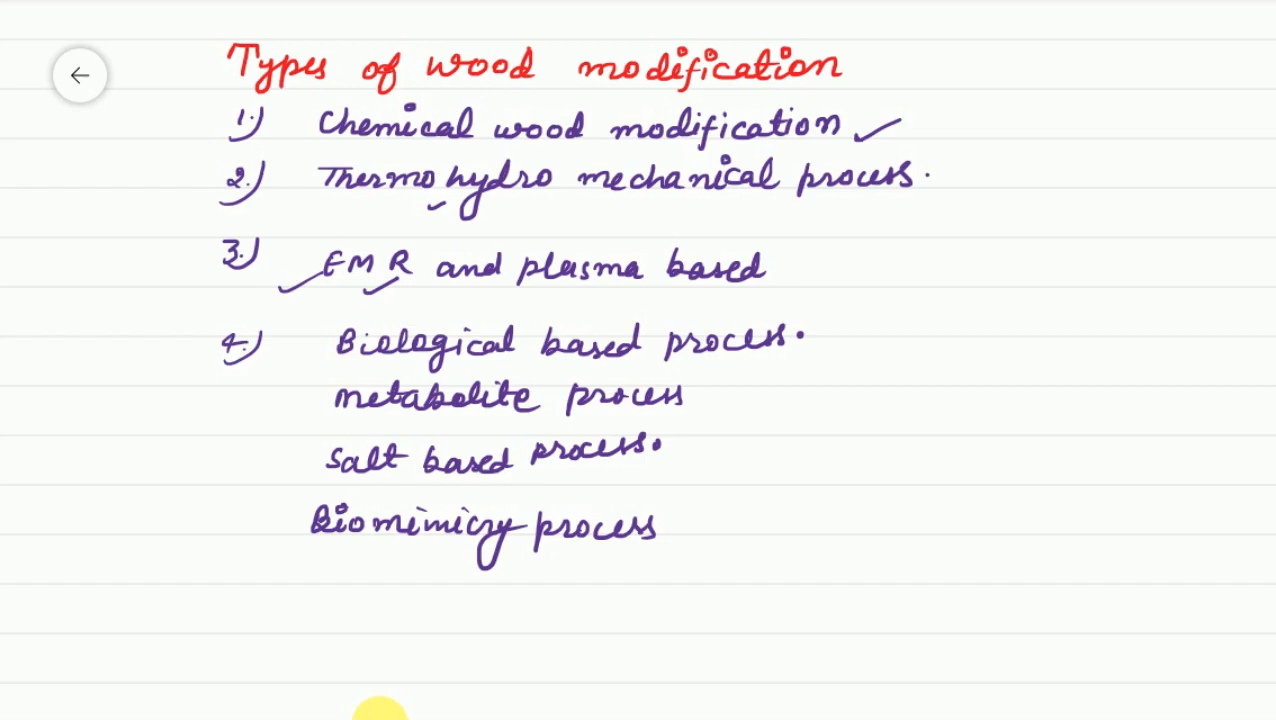 Types of wood modification
1.) Chemical wood modification
2.) Thermo hydro mechanical process.
3.) EMR and plasma based
4.) Biological based process.
metabolite process
Salt based process.
Biomimicry process